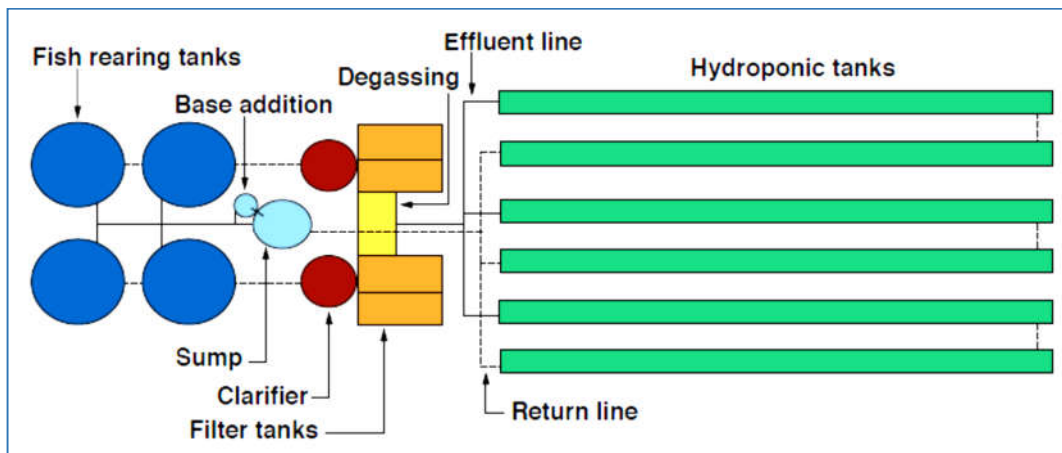 Effluent line
Fish rearing tanks
Degassing
Hydroponic tanks
Base addition
Sump
Clarifier
Return line
Filter tanks